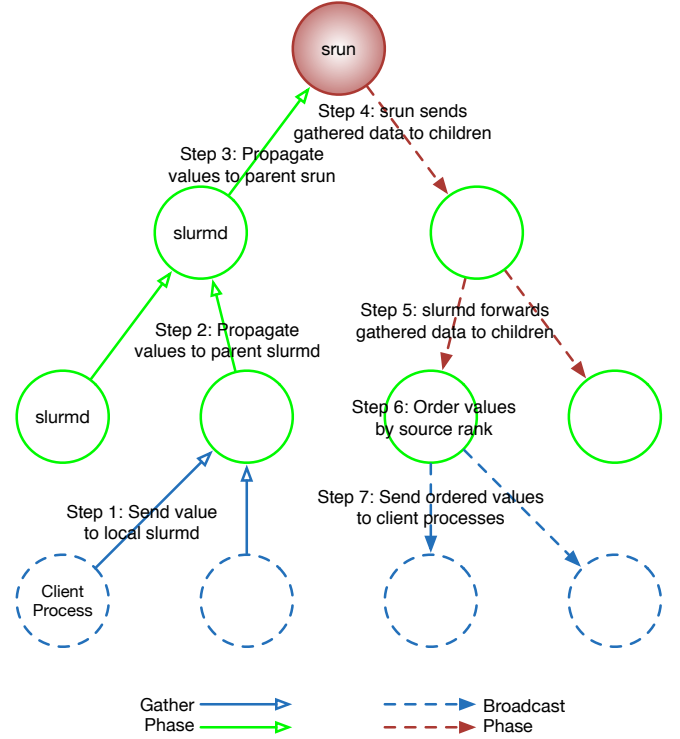 srun
Step 4: srun sends
gathered data to children
Step 3: Propagate
values to parent srun
slurmd
Step 5: slurmd forwards
gathered data to children
Step 2: Propagate
values to parent slurmd
slurmd
Step 6: Order values
by source rank
Step 1: Send value
to local slurmd
Step 7: Send ordered values
to client processes
Client
Process
Gather
Phase
Broadcast
Phase